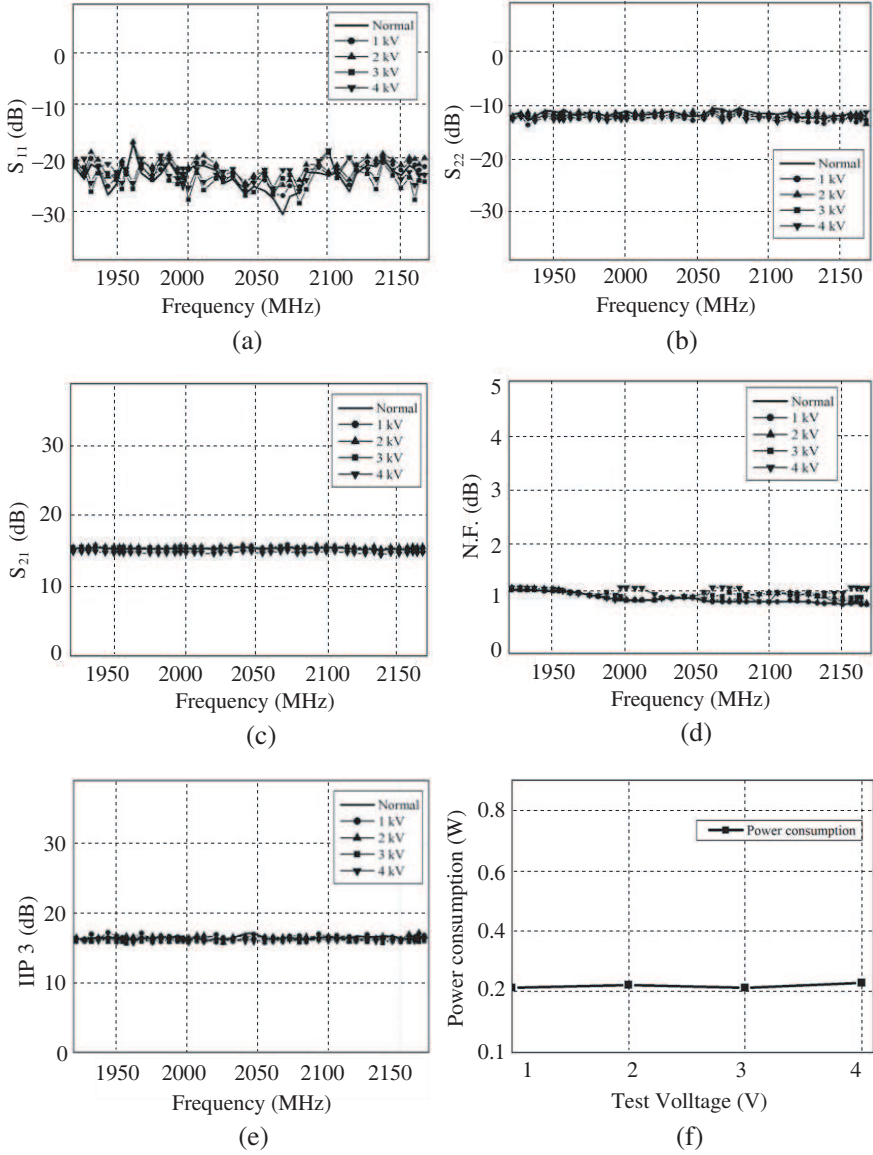 0
−10
−20
−30
S11 (dB)
Normal
1 kV
2 kV
3 kV
4 kV
1950 2000 2050 2100 2150
Frequency (MHz)
(a)
0
−10
−20
−30
S22 (dB)
Normal
1 kV
2 kV
3 kV
4 kV
1950 2000 2050 2100 2150
Frequency (MHz)
(b)
30
20
10
0
S21 (dB)
Normal
1 kV
2 kV
3 kV
4 kV
1950 2000 2050 2100 2150
Frequency (MHz)
(c)
5
4
3
2
1
0
N.F. (dB)
Normal
1 kV
2 kV
3 kV
4 kV
1950 2000 2050 2100 2150
Frequency (MHz)
(d)
30
20
10
0
IIP 3 (dB)
Normal
1 kV
2 kV
3 kV
4 kV
1950 2000 2050 2100 2150
Frequency (MHz)
(e)
0.8
0.6
0.4
0.2
0.1
Power consumption (W)
Power consumption
1 2 3 4
Test Volltage (V)
(f)